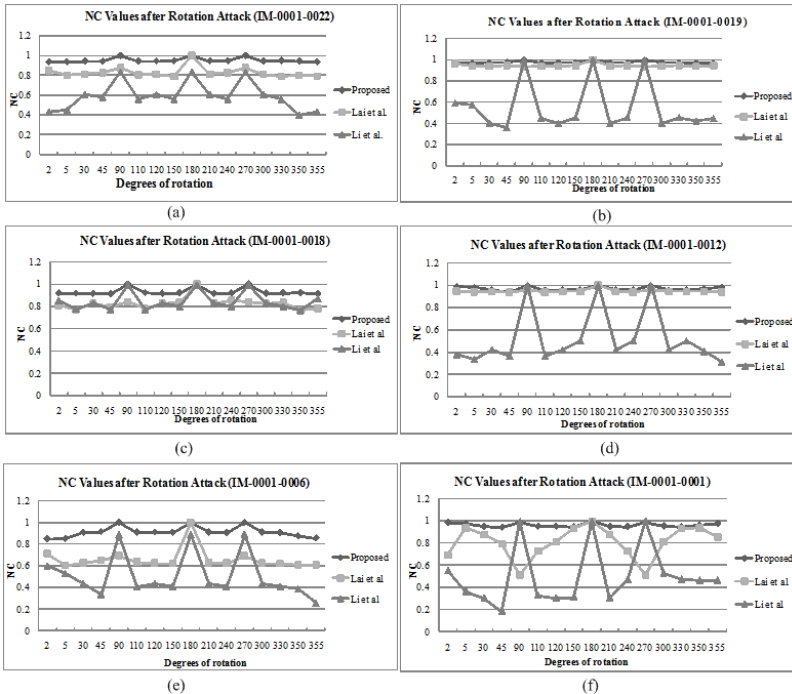 NC Values after Rotation Attack (IM-0001-0022)
1.2
1
0.8
0.6
0.4
0.2
0
NC
2 5 30 45 90 110 120 150 180 210 240 270 300 330 350 355
Degrees of rotation
Proposed
Lai et al.
Li et al.
(a)
NC Values after Rotation Attack (IM-0001-0019)
1.2
1
0.8
0.6
0.4
0.2
0
NC
2 5 30 45 90 110 120 150 180 210 240 270 300 330 350 355
Degrees of rotation
Proposed
Lai et al
Li et al
(b)
NC Values after Rotation Attack (IM-0001-0018)
1.2
1
0.8
0.6
0.4
0.2
0
NC
2 5 30 45 90 110 120 150 180 210 240 270 300 330 350 355
Degrees of rotation
Proposed
Lai et al
Li et al
(c)
NC Values after Rotation Attack (IM-0001-0012)
1.2
1
0.8
0.6
0.4
0.2
0
NC
2 5 30 45 90 110 120 150 180 210 240 270 300 330 350 355
Degrees of rotation
Proposed
Lai et al
Li et al
(d)
NC Values after Rotation Attack (IM-0001-0006)
1.2
1
0.8
0.6
0.4
0.2
0
NC
2 5 30 45 90 110 120 150 180 210 240 270 300 330 350 355
Degrees of rotation
Proposed
Lai et al
Li et al
(e)
NC Values after Rotation Attack (IM-0001-0001)
1.2
1
0.8
0.6
0.4
0.2
0
NC
2 5 30 45 90 110 120 150 180 210 240 270 300 330 350 355
Degrees of rotation
Proposed
Lai et al
Li et al
(f)